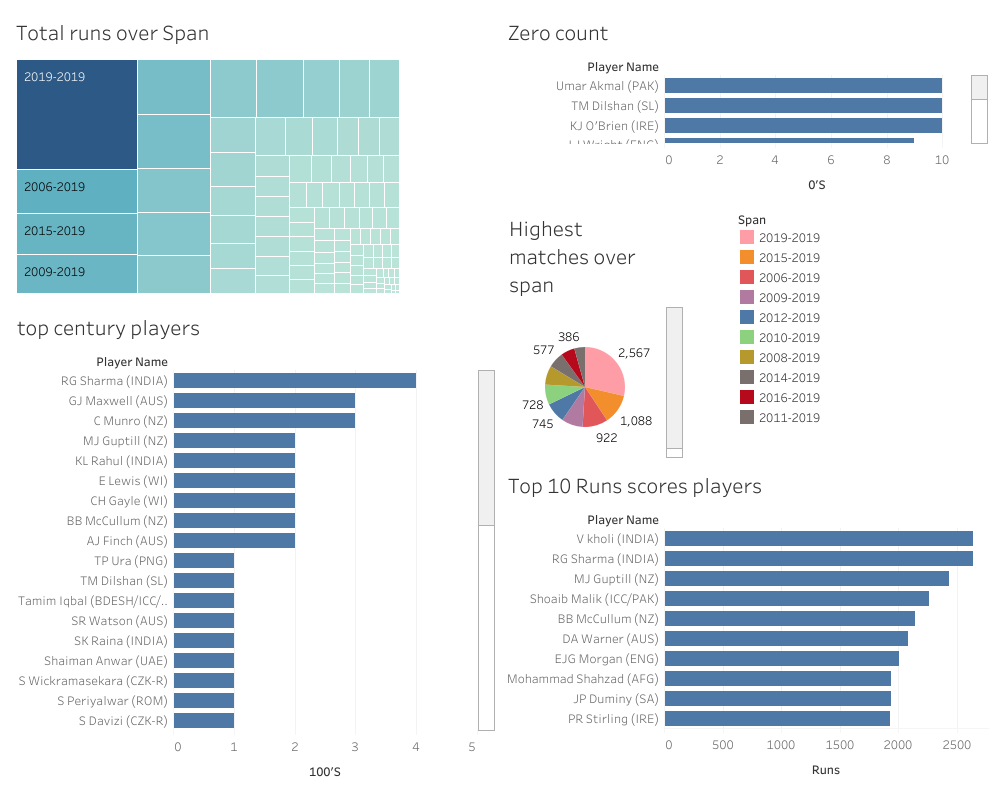 Total runs over Span
2019-2019
2006-2019
2015-2019
2009-2019
top century players
Player Name
RG Sharma (INDIA)
GJ Maxwell (AUS)
C Munro (NZ)
MJ Guptill (NZ)
KL Rahul (INDIA)
E Lewis (WI)
CH Gayle (WI)
BB McCullum (NZ)
AJ Finch (AUS)
TP Ura (PNG)
TM Dilshan (SL)
Tamim Iqbal (BDESH/ICC/..
SR Watson (AUS)
SK Raina (INDIA)
Shaiman Anwar (UAE)
S Wickramasekara (CZK-R)
S Periyalwar (ROM)
S Davizi (CZK-R)
0 1 2 3 4 5
100'S
Zero count
Player Name
Umar Akmal (PAK)
TM Dilshan (SL)
KJ O'Brien (IRE)
0 2 4 6 8 10
0'S
Highest
matches over
span
386
577
2,567
728
745
1,088
922
Span
2019-2019
2015-2019
2006-2019
2009-2019
2012-2019
2010-2019
2008-2019
2014-2019
2016-2019
2011-2019
Top 10 Runs scores players
Player Name
V kholi (INDIA)
RG Sharma (INDIA)
MJ Guptill (NZ)
Shoaib Malik (ICC/PAK)
BB McCullum (NZ)
DA Warner (AUS)
EJG Morgan (ENG)
Mohammad Shahzad (AFG)
JP Duminy (SA)
PR Stirling (IRE)
0 500 1000 1500 2000 2500
Runs